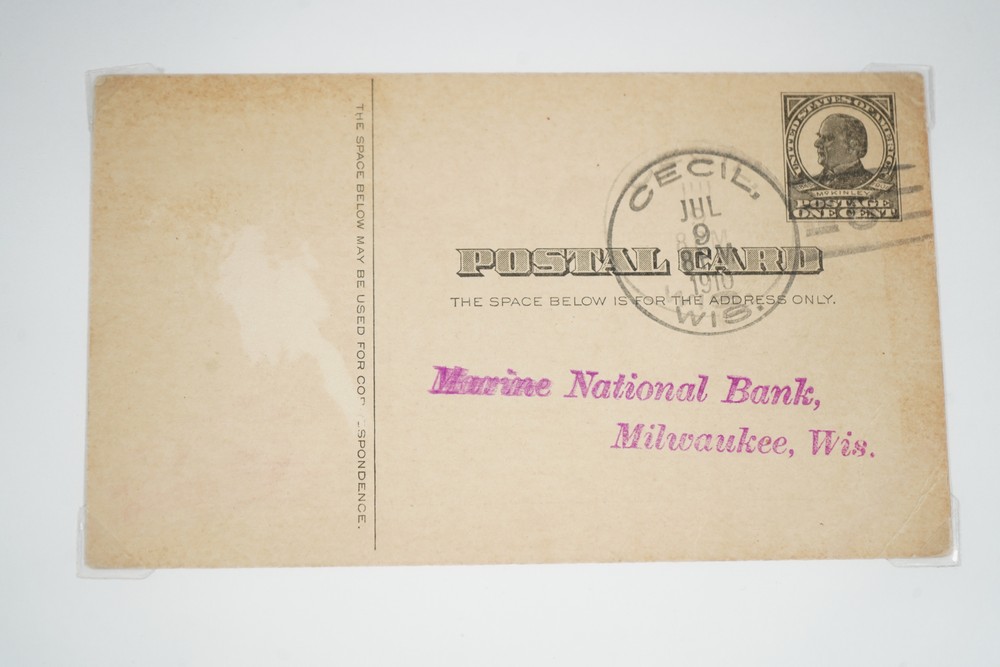 THE SPACE BELOW MAY BE USED FOR COR SPONDENCE.
UNITED STATES OF AMERICA
McKINLEY
POSTAGE
ONE CENT
CECIL,
JUL
9
8
1910
WIS.
POSTAL CARD
THE SPACE BELOW IS FOR THE ADDRESS ONLY.
Marine National Bank,
Milwaukee, Wis.